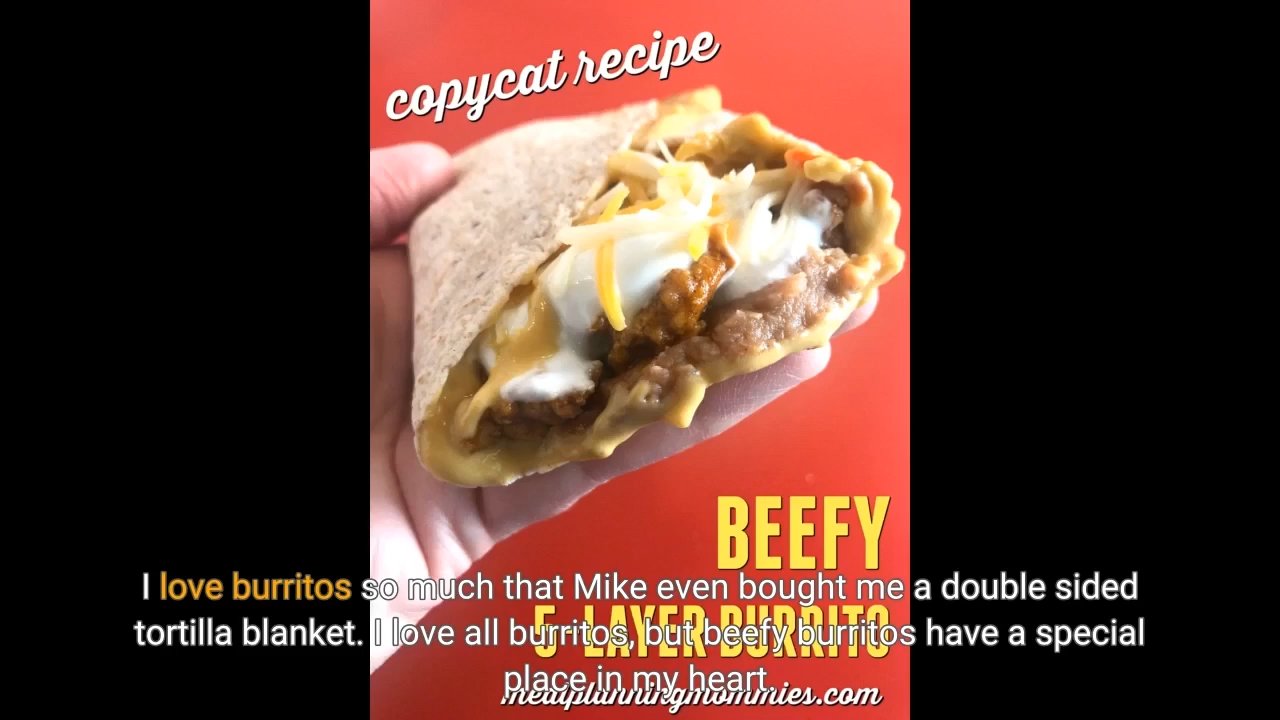 copycat recipe
BEEFY
5-LAYER BURRITO
I love burritos so much that Mike even bought me a double sided
tortilla blanket. I love all burritos, but beefy burritos have a special
place in my heart.
mealplanningmommies.com